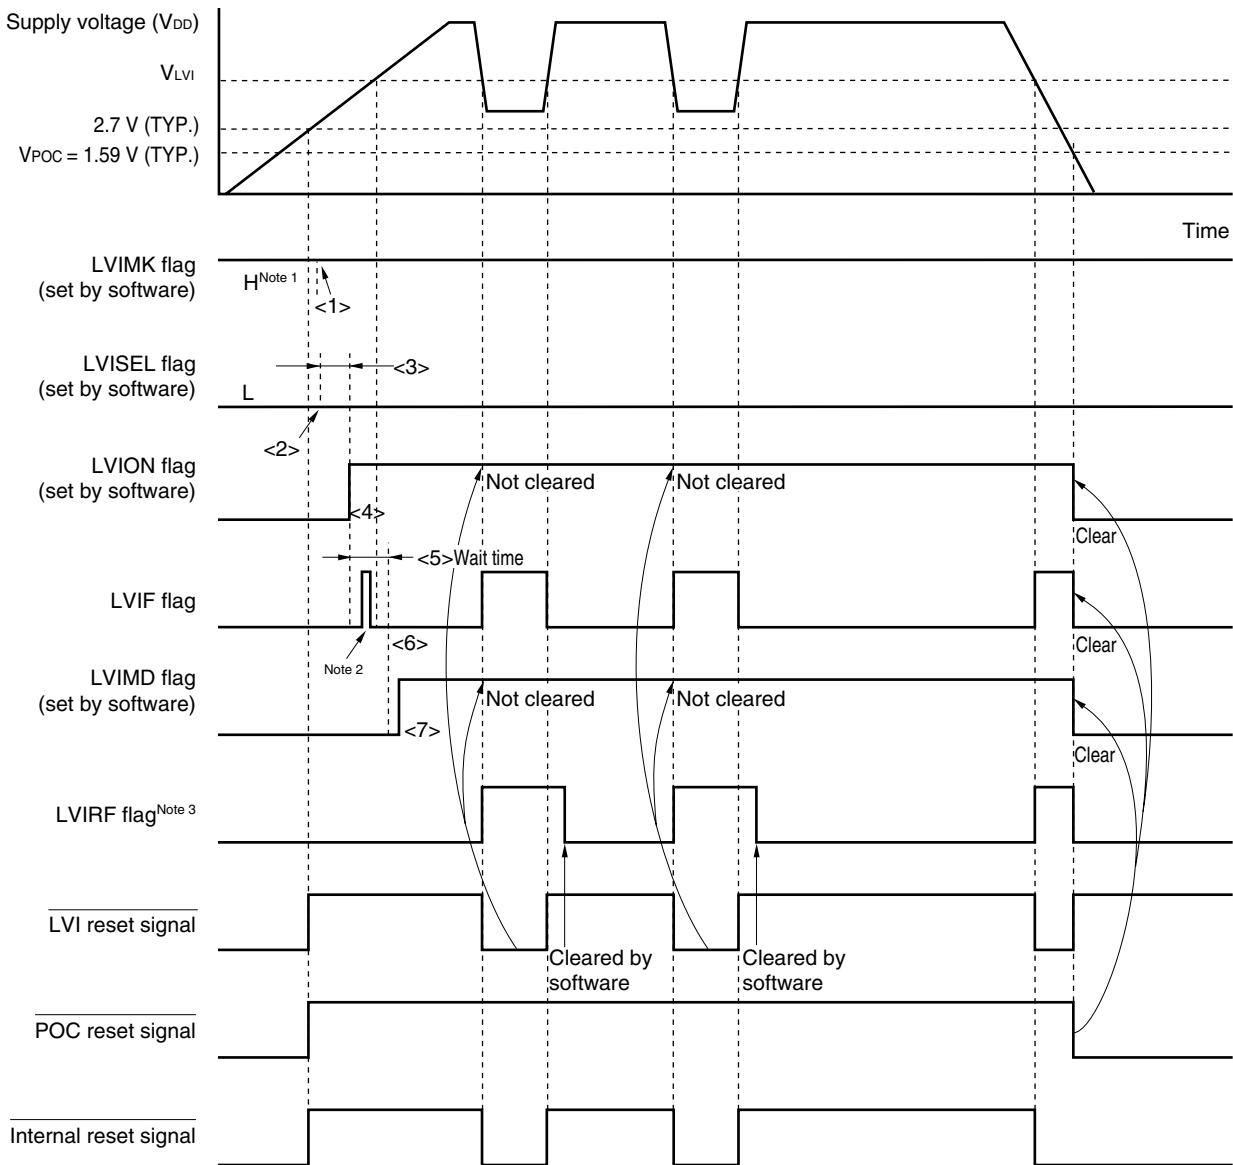 Supply voltage (VDD)
VLVI
2.7 V (TYP.)
VPOC = 1.59 V (TYP.)
Time
LVIMK flag
(set by software)
H Note 1
<1>
LVISEL flag
(set by software)
<3>
L
<2>
LVION flag
(set by software)
Not cleared
Not cleared
<4>
Clear
<5> Wait time
LVIF flag
<6>
Note 2
Clear
LVIMD flag
(set by software)
Not cleared
Not cleared
<7>
Clear
LVIRF flag Note 3
LVI reset signal
Cleared by
software
Cleared by
software
POC reset signal
Internal reset signal